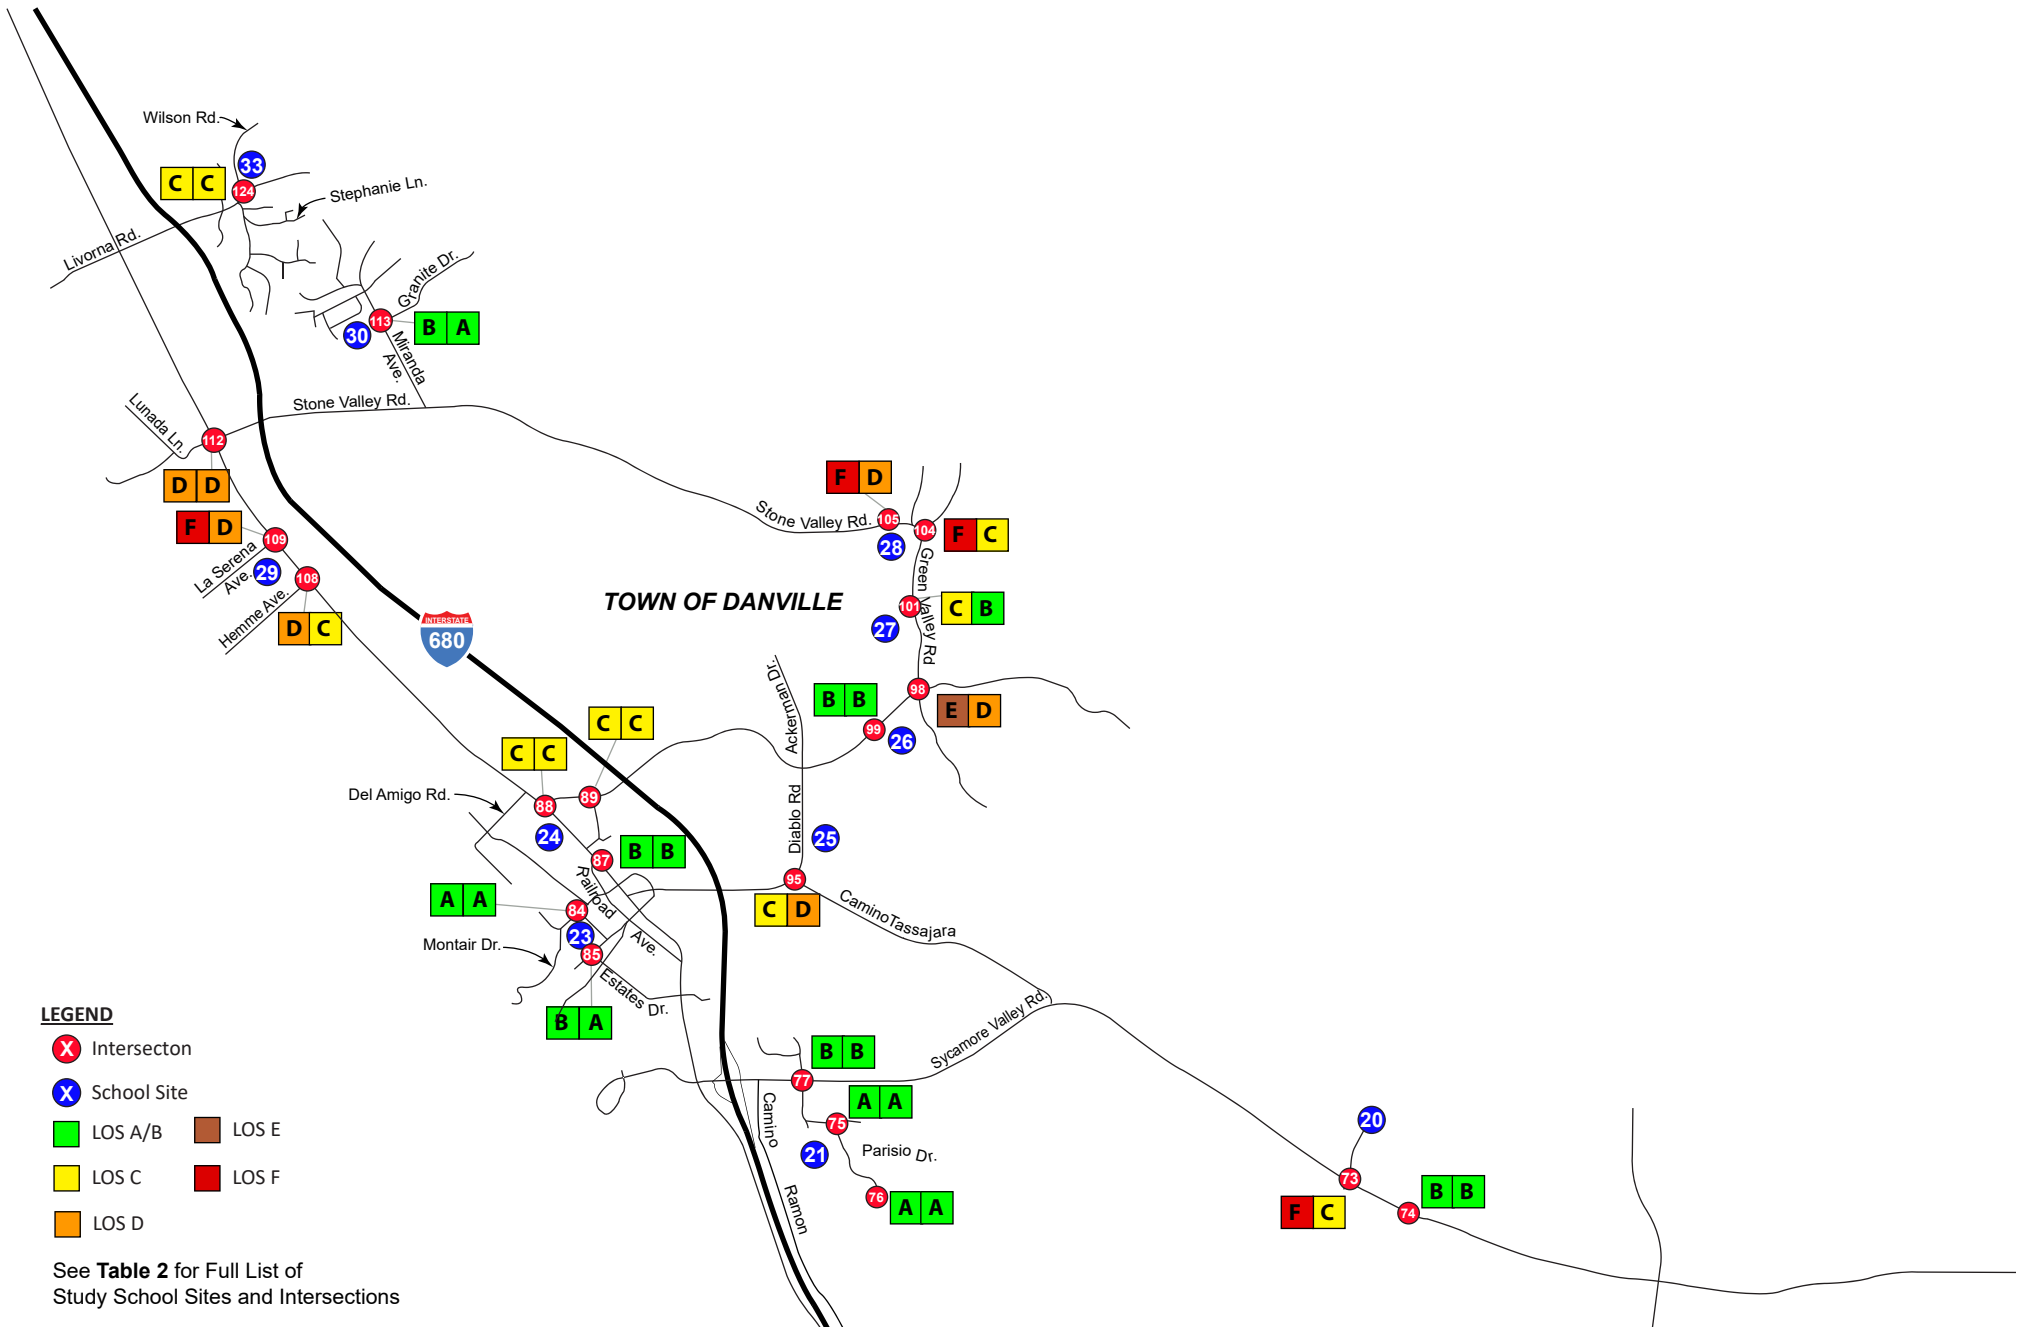 Wilson Rd.
33
C C
124
Stephanie Ln.
Livorna Rd.
Granite Dr.
113
B A
30
Miranda
Ave.
Stone Valley Rd.
Lunada Ln.
112
D D
F D
109
La Serena
Ave.
29
108
Hemme Ave.
D C
INTERSTATE
680
F D
Stone Valley Rd.
105
104
F C
28
Green Valley Rd
TOWN OF DANVILLE
101
C B
27
Ackerman Dr.
B B
98
E D
99
26
C C
C C
Del Amigo Rd.
88
89
24
Diablo Rd
25
87
B B
Railroad
Ave.
95
C D
CaminoTassajara
A A
84
23
Montair Dr.
85
Estates Dr.
B A
Sycamore Valley Rd.
B B
77
A A
75
Camino
Ramon
21
Parisio Dr.
76
A A
20
73
F C
B B
74
LEGEND
X Intersecton
X School Site
LOS A/B
LOS E
LOS C
LOS F
LOS D
See Table 2 for Full List of
Study School Sites and Intersections